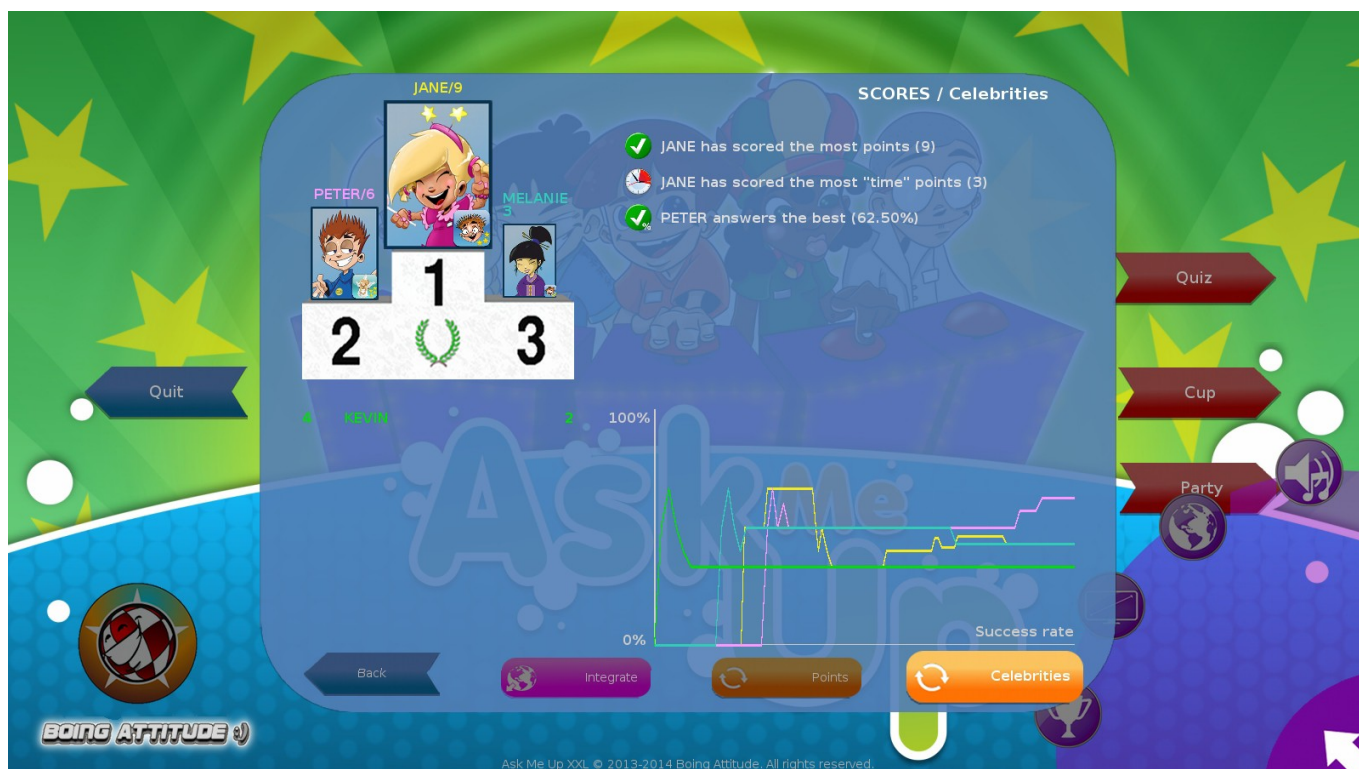 JANE/9
SCORES / Celebrities
JANE has scored the most points (9)
JANE has scored the most "time" points (3)
PETER/6
MELANIE
3
PETER answers the best (62.50%)
1
2
3
Quiz
Quit
Cup
4 KEVIN 2
100%
Ask Me Up
Party
0%
Success rate
Back
Integrate
Points
Celebrities
BOING ATTITUDE
Ask Me Up XXL © 2013-2014 Boing Attitude. All rights reserved.